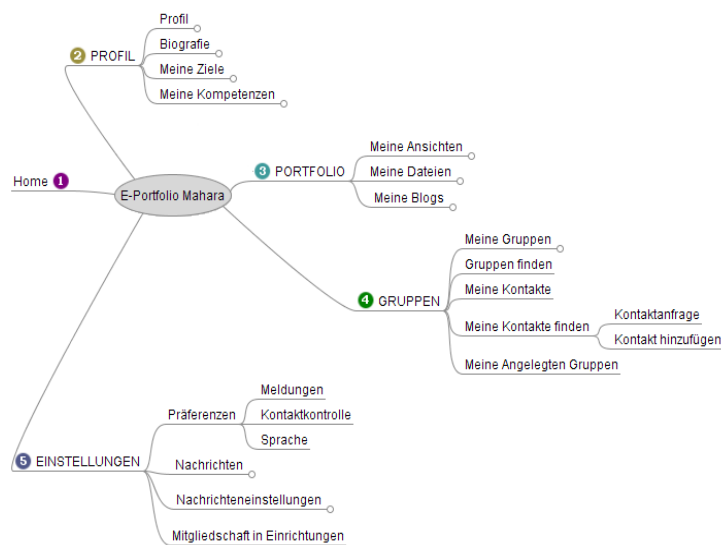 Profil
Biografie
2 PROFIL
Meine Ziele
Meine Kompetenzen
Meine Ansichten
3 PORTFOLIO
Meine Dateien
Meine Blogs
Home 1
E-Portfolio Mahara
Meine Gruppen
Gruppen finden
Meine Kontakte
4 GRUPPEN
Meine Kontakte finden
Kontaktanfrage
Kontakt hinzufügen
Meine Angelegten Gruppen
Meldungen
Präferenzen
Kontaktkontrolle
Sprache
5 EINSTELLUNGEN
Nachrichten
Nachrichteneinstellungen
Mitgliedschaft in Einrichtungen